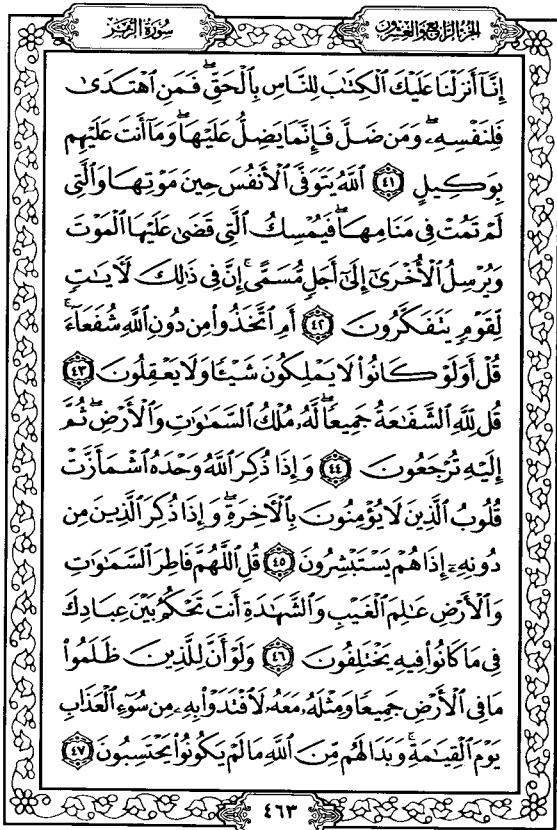 الجزء الرابع والعشرون
سورة الزمر
إِنَّآ أَنزَلْنَا عَلَيْكَ ٱلْكِتَٰبَ لِلنَّاسِ بِٱلْحَقِّ ۖ فَمَنِ ٱهْتَدَىٰ
فَلِنَفْسِهِۦ ۖ وَمَن ضَلَّ فَإِنَّمَا يَضِلُّ عَلَيْهَا ۖ وَمَآ أَنتَ عَلَيْهِم
بِوَكِيلٍ ﴿٤١﴾ ٱللَّهُ يَتَوَفَّى ٱلْأَنفُسَ حِينَ مَوْتِهَا وَٱلَّتِى
لَمْ تَمُتْ فِى مَنَامِهَا ۖ فَيُمْسِكُ ٱلَّتِى قَضَىٰ عَلَيْهَا ٱلْمَوْتَ
وَيُرْسِلُ ٱلْأُخْرَىٰٓ إِلَىٰٓ أَجَلٍ مُّسَمًّى ۚ إِنَّ فِى ذَٰلِكَ لَءَايَٰتٍ
لِّقَوْمٍ يَتَفَكَّرُونَ ﴿٤٢﴾ أَمِ ٱتَّخَذُوا۟ مِن دُونِ ٱللَّهِ شُفَعَآءَ ۚ
قُلْ أَوَلَوْ كَانُوا۟ لَا يَمْلِكُونَ شَيْـًٔا وَلَا يَعْقِلُونَ ﴿٤٣﴾
قُل لِّلَّهِ ٱلشَّفَٰعَةُ جَمِيعًا ۖ لَّهُۥ مُلْكُ ٱلسَّمَٰوَٰتِ وَٱلْأَرْضِ ۖ ثُمَّ
إِلَيْهِ تُرْجَعُونَ ﴿٤٤﴾ وَإِذَا ذُكِرَ ٱللَّهُ وَحْدَهُ ٱشْمَأَزَّتْ
قُلُوبُ ٱلَّذِينَ لَا يُؤْمِنُونَ بِٱلْءَاخِرَةِ ۖ وَإِذَا ذُكِرَ ٱلَّذِينَ مِن
دُونِهِۦٓ إِذَا هُمْ يَسْتَبْشِرُونَ ﴿٤٥﴾ قُلِ ٱللَّهُمَّ فَاطِرَ ٱلسَّمَٰوَٰتِ
وَٱلْأَرْضِ عَٰلِمَ ٱلْغَيْبِ وَٱلشَّهَٰدَةِ أَنتَ تَحْكُمُ بَيْنَ عِبَادِكَ
فِى مَا كَانُوا۟ فِيهِ يَخْتَلِفُونَ ﴿٤٦﴾ وَلَوْ أَنَّ لِلَّذِينَ ظَلَمُوا۟
مَا فِى ٱلْأَرْضِ جَمِيعًا وَمِثْلَهُۥ مَعَهُۥ لَٱفْتَدَوْا۟ بِهِۦ مِن سُوٓءِ ٱلْعَذَابِ
يَوْمَ ٱلْقِيَٰمَةِ ۚ وَبَدَا لَهُم مِّنَ ٱللَّهِ مَا لَمْ يَكُونُوا۟ يَحْتَسِبُونَ ﴿٤٧﴾
٤٦٣